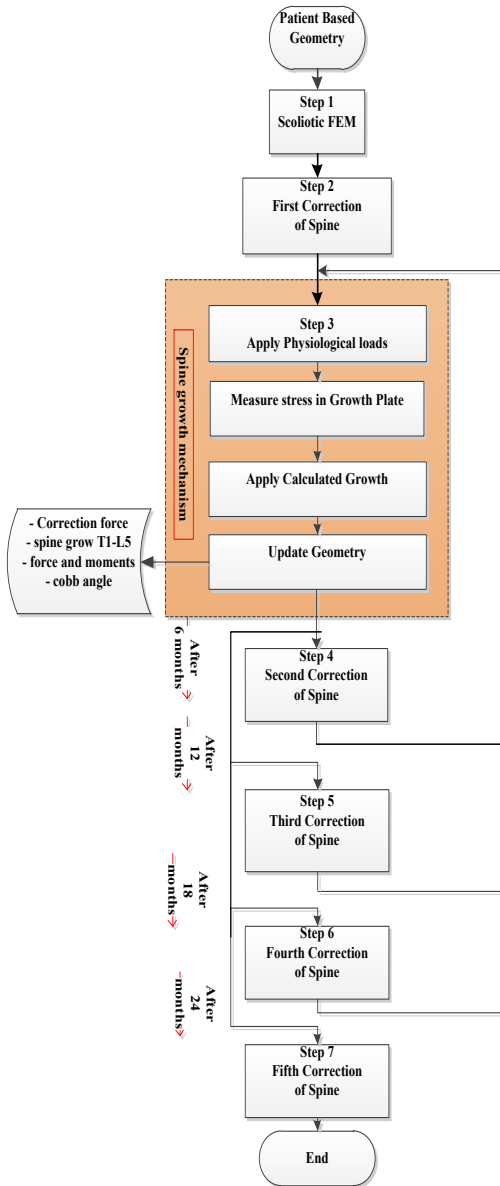 Patient Based
Geometry
Step 1
Scoliotic FEM
Step 2
First Correction
of Spine
Spine growth mechanism
Step 3
Apply Physiological loads
Measure stress in Growth Plate
Apply Calculated Growth
Update Geometry
- Correction force
- spine grow T1-L5
- force and moments
- cobb angle
After
6 months
Step 4
Second Correction
of Spine
After
12
months
Step 5
Third Correction
of Spine
After
18
months
Step 6
Fourth Correction
of Spine
After
24
months
Step 7
Fifth Correction
of Spine
End